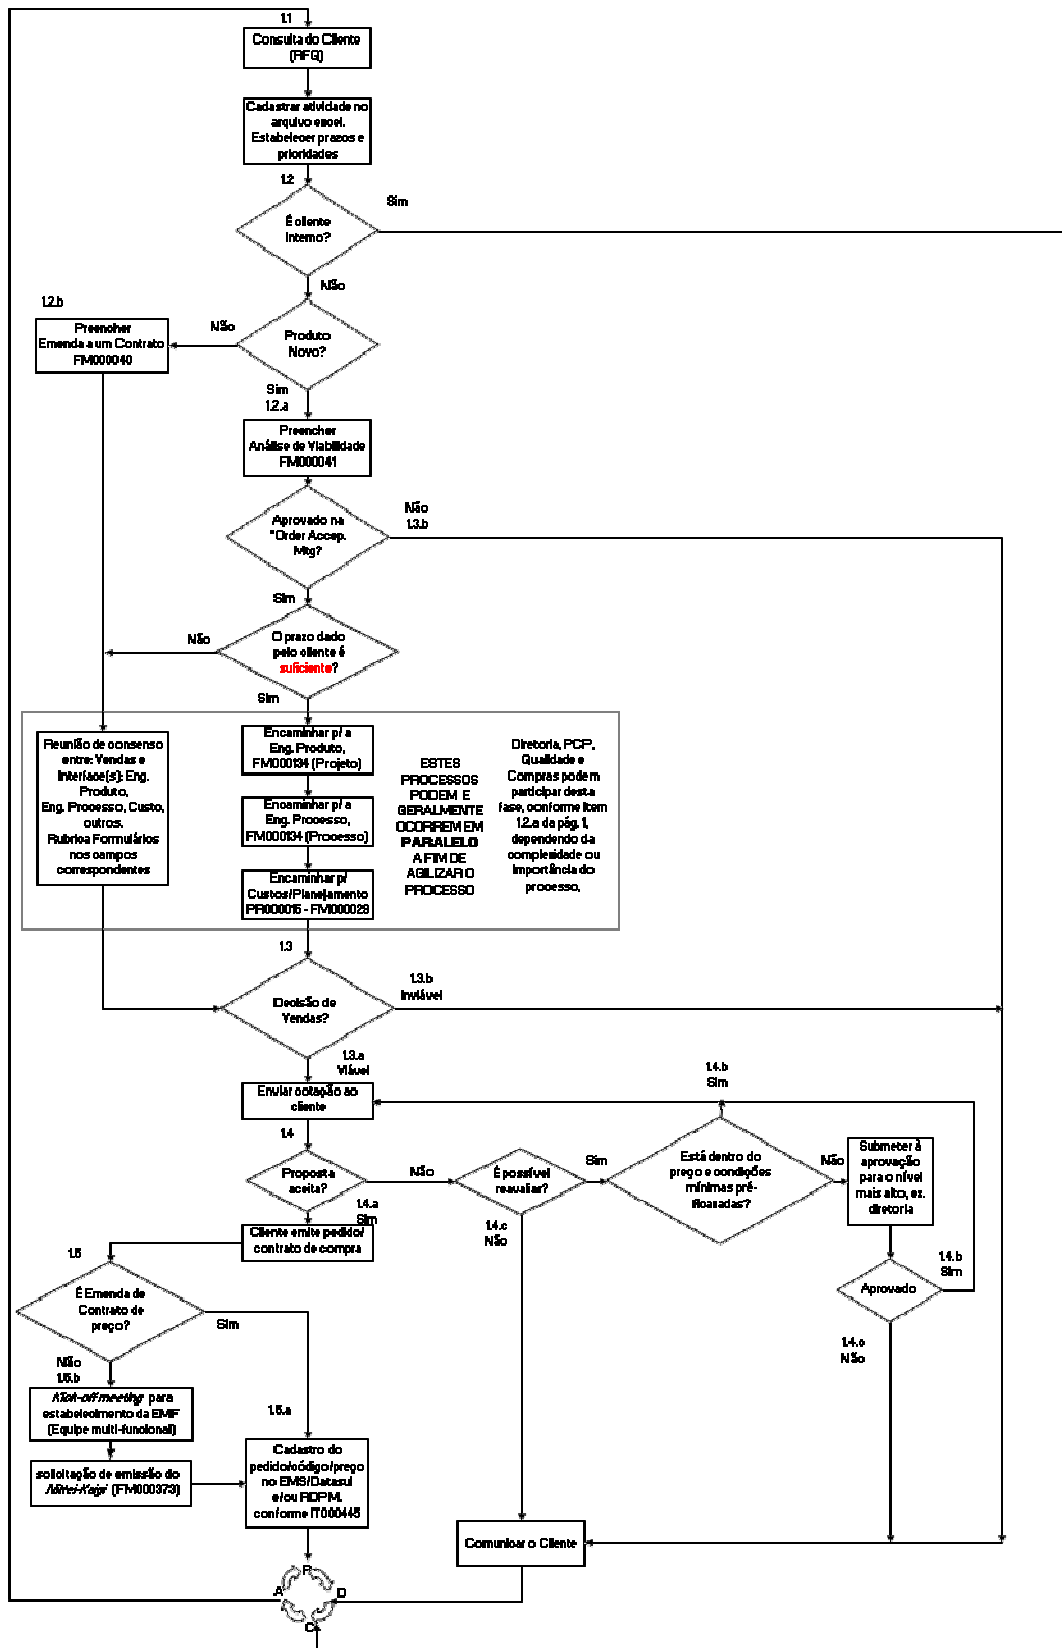 1.1
Consulta do Cliente
(RFQ)
Cadastrar atividade no
arquivo excel.
Estabelecer prazos e
prioridades
1.2
Sim
É cliente
Interno?
Não
1.2.b
Preencher
Emenda a um Contrato
FM000040
Não
Produto
Novo?
Sim
1.2.a
Preencher
Análise de Viabilidade
FM000041
Aprovado na
"Order Accep.
Mtg?
Não
1.3.b
Sim
Não
O prazo dado
pelo cliente é
suficiente?
Sim
Reunião de consenso
entre: Vendas e
Interface(s): Eng.
Produto,
Eng. Processo, Custo,
outros.
Rubrica Formulários
nos campos
correspondentes
Encaminhar p/ a
Eng. Produto,
FM000134 (Projeto)
Encaminhar p/ a
Eng. Processo,
FM000134 (Processo)
Encaminhar p/
Custos/Planejamento
PR000015 - FM000028
ESTES
PROCESSOS
PODEM E
GERALMENTE
OCORREM EM
PARALELO
A FIM DE
AGILIZAR O
PROCESSO
Diretoria, PCP,
Qualidade e
Compras podem
participar desta
fase, conforme item
1.2.a da pág. 1,
dependendo da
complexidade ou
importância do
processo.
1.3
Decisão de
Vendas?
1.3.b
Inviável
1.3.a
Viável
Enviar cotação ao
cliente
1.4
Proposta
aceita?
Não
1.4.a
Sim
É possível
reavaliar?
Sim
1.4.c
Não
1.4.b
Sim
Está dentro do
preço e condições
mínimas pré-
fixadas?
Não
Submeter à
aprovação
para o nível
mais alto, ex.
diretoria
1.4.b
Sim
Aprovado
1.4.c
Não
Cliente emite pedido/
contrato de compra
1.5
É Emenda de
Contrato de
preço?
Sim
Não
1.5.b
Kick-off meeting para
estabelecimento da EMF
(Equipe multi-funcional)
1.5.a
solicitação de emissão do
(FM000373)
Cadastro do
pedido/código/preço
no EMS/Datasul
e/ou RDPM,
conforme IT000445
Comunicar o Cliente
P
A
D
C